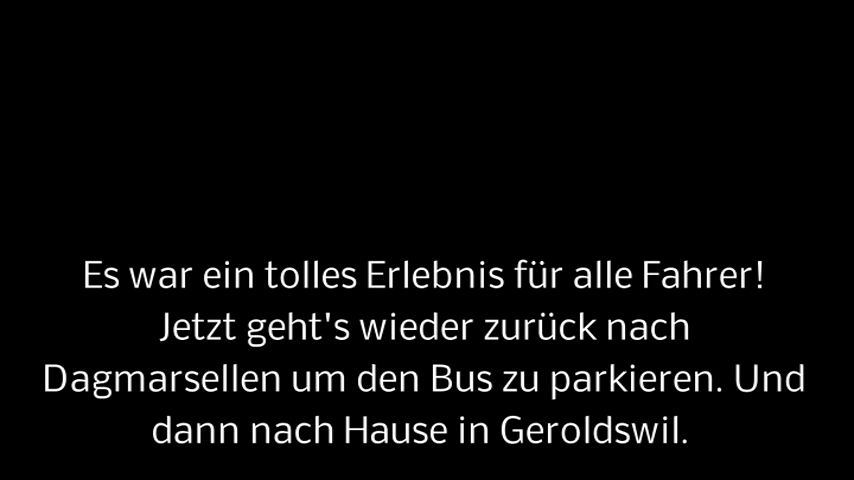 Es war ein tolles Erlebnis für alle Fahrer!
Jetzt geht's wieder zurück nach
Dagmarsellen um den Bus zu parkieren. Und
dann nach Hause in Geroldswil.